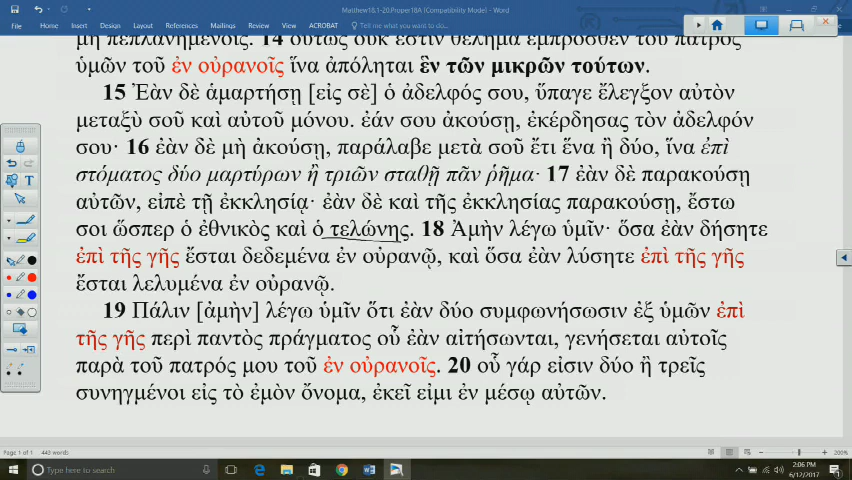 Matthew18.1-20.Proper18A [Compatibility Mode] - Word
File Home Insert Design Layout References Mailings Review View ACROBAT Tell me what you want to do...
μὴ πεπλανημένοις. 14 οὕτως οὐκ ἔστιν θέλημα ἔμπροσθεν τοῦ πατρὸς
ὑμῶν τοῦ ἐν οὐρανοῖς ἵνα ἀπόληται ἓν τῶν μικρῶν τούτων.
15 Ἐὰν δὲ ἁμαρτήσῃ [εἰς σὲ] ὁ ἀδελφός σου, ὕπαγε ἔλεγξον αὐτὸν
μεταξὺ σοῦ καὶ αὐτοῦ μόνου. ἐάν σου ἀκούσῃ, ἐκέρδησας τὸν ἀδελφόν
σου· 16 ἐὰν δὲ μὴ ἀκούσῃ, παράλαβε μετὰ σοῦ ἔτι ἕνα ἢ δύο, ἵνα ἐπὶ
στόματος δύο μαρτύρων ἢ τριῶν σταθῇ πᾶν ῥῆμα· 17 ἐὰν δὲ παρακούσῃ
αὐτῶν, εἰπὲ τῇ ἐκκλησίᾳ· ἐὰν δὲ καὶ τῆς ἐκκλησίας παρακούσῃ, ἔστω
σοι ὥσπερ ὁ ἐθνικὸς καὶ ὁ τελώνης. 18 Ἀμὴν λέγω ὑμῖν· ὅσα ἐὰν δήσητε
ἐπὶ τῆς γῆς ἔσται δεδεμένα ἐν οὐρανῷ, καὶ ὅσα ἐὰν λύσητε ἐπὶ τῆς γῆς
ἔσται λελυμένα ἐν οὐρανῷ.
19 Πάλιν [ἀμὴν] λέγω ὑμῖν ὅτι ἐὰν δύο συμφωνήσωσιν ἐξ ὑμῶν ἐπὶ
τῆς γῆς περὶ παντὸς πράγματος οὗ ἐὰν αἰτήσωνται, γενήσεται αὐτοῖς
παρὰ τοῦ πατρός μου τοῦ ἐν οὐρανοῖς. 20 οὗ γάρ εἰσιν δύο ἢ τρεῖς
συνηγμένοι εἰς τὸ ἐμὸν ὄνομα, ἐκεῖ εἰμι ἐν μέσῳ αὐτῶν.
Page 1 of 1 443 words 200%
Type here to search 2:06 PM
6/12/2017